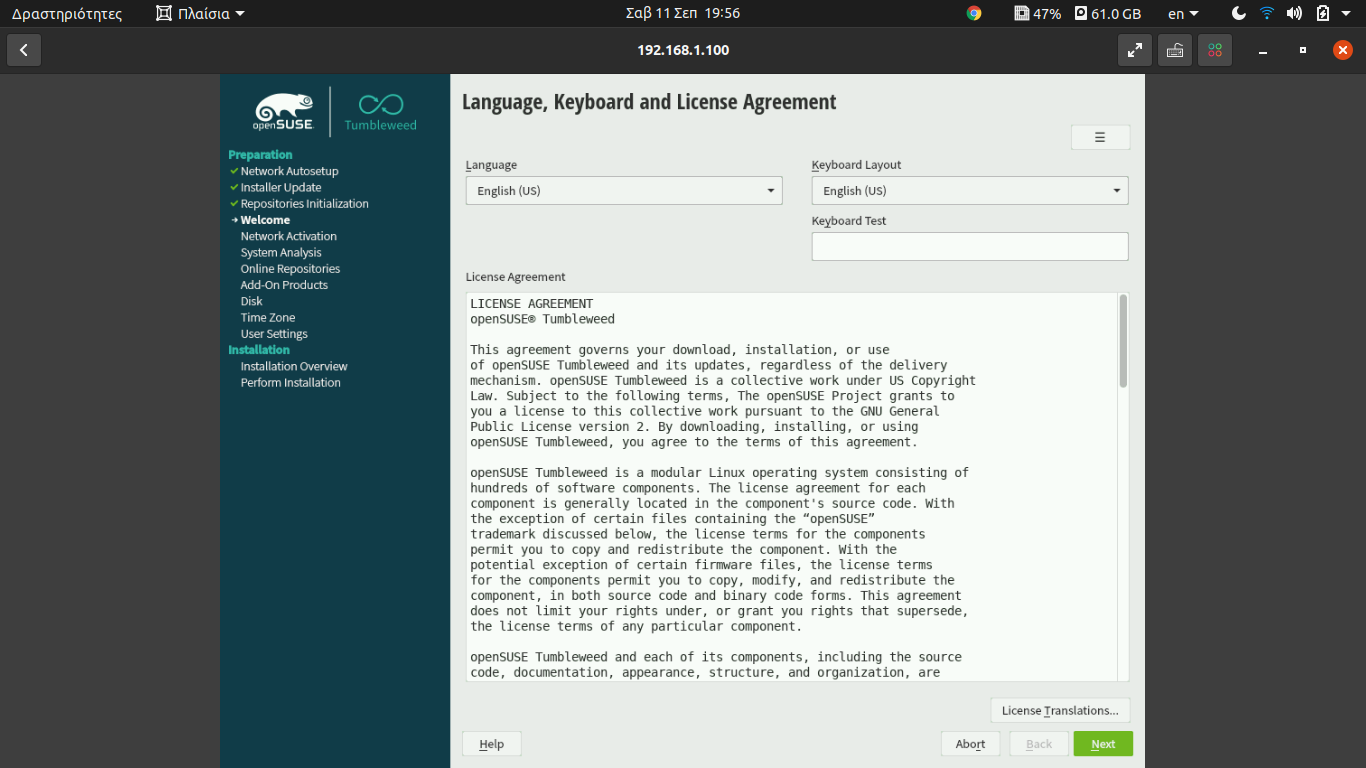 Δραστηριότητες
Πλαίσια
Σαβ 11 Σεπ 19:56
47%
61.0 GB
en
192.168.1.100
openSUSE
Tumbleweed
Preparation
Network Autosetup
Installer Update
Repositories Initialization
Welcome
Network Activation
System Analysis
Online Repositories
Add-On Products
Disk
Time Zone
User Settings
Installation
Installation Overview
Perform Installation
Language, Keyboard and License Agreement
Language
English (US)
Keyboard Layout
English (US)
Keyboard Test
License Agreement
LICENSE AGREEMENT
openSUSE® Tumbleweed
This agreement governs your download, installation, or use
of openSUSE Tumbleweed and its updates, regardless of the delivery
mechanism. openSUSE Tumbleweed is a collective work under US Copyright
Law. Subject to the following terms, The openSUSE Project grants to
you a license to this collective work pursuant to the GNU General
Public License version 2. By downloading, installing, or using
openSUSE Tumbleweed, you agree to the terms of this agreement.
openSUSE Tumbleweed is a modular Linux operating system consisting of
hundreds of software components. The license agreement for each
component is generally located in the component's source code. With
the exception of certain files containing the “openSUSE”
trademark discussed below, the license terms for the components
permit you to copy and redistribute the component. With the
potential exception of certain firmware files, the license terms
for the components permit you to copy, modify, and redistribute the
component, in both source code and binary code forms. This agreement
does not limit your rights under, or grant you rights that supersede,
the license terms of any particular component.
openSUSE Tumbleweed and each of its components, including the source
code, documentation, appearance, structure, and organization, are
License Translations...
Help
Abort
Back
Next